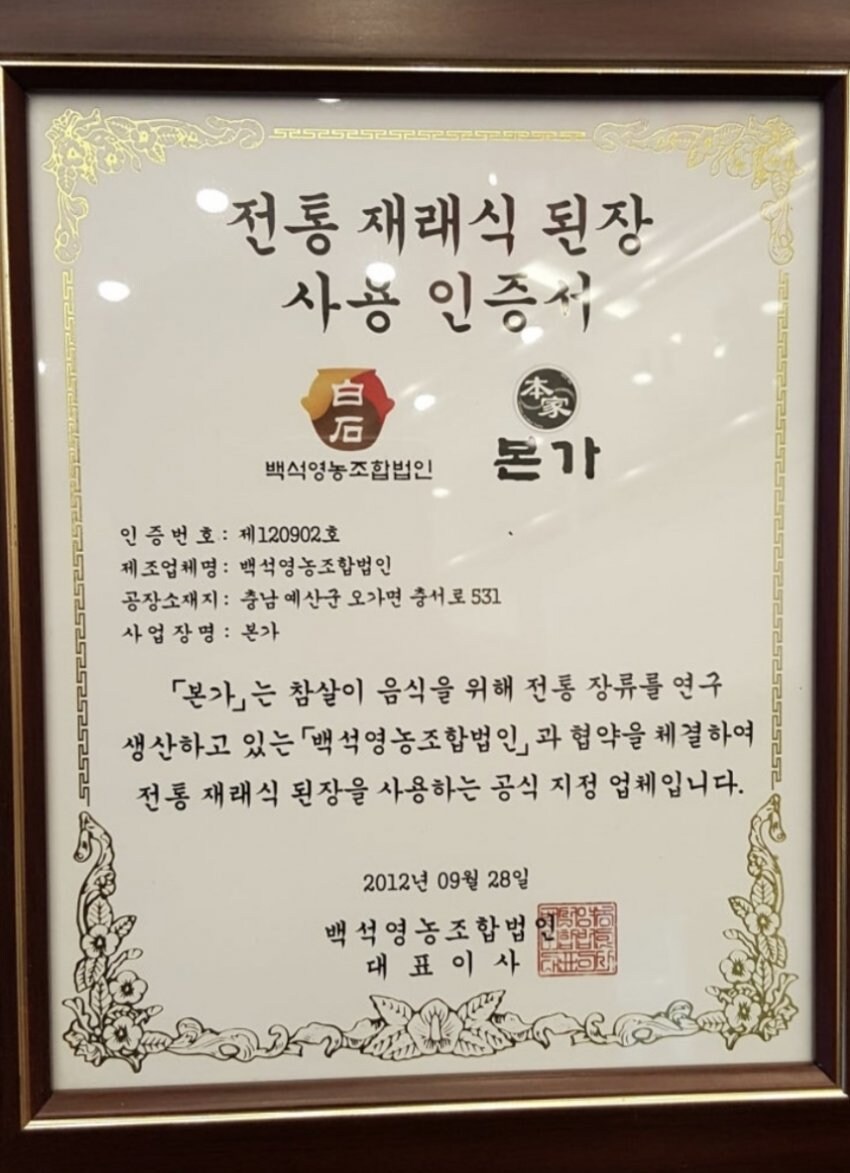 전통 재래식 된장
사용 인증서
白石
本家
백석영농조합법인
본가
인증번호 : 제120902호
제조업체명 : 백석영농조합법인
공장소재지 : 충남 예산군 오가면 충서로 531
사업장명 : 본가
「본가」는 참살이 음식을 위해 전통 장류를 연구
생산하고 있는「백석영농조합법인」과 협약을 체결하여
전통 재래식 된장을 사용하는 공식 지정 업체입니다.
2012년 09월 28일
백석영농조합법인
대표이사